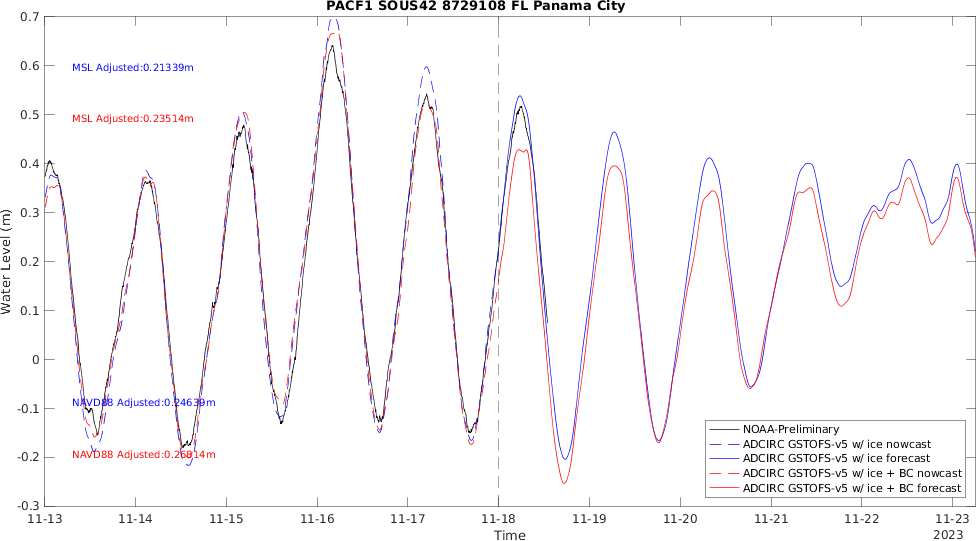 PACF1 SOUS42 8729108 FL Panama City
0.7
0.6
0.5
0.4
0.3
0.2
0.1
0
-0.1
-0.2
-0.3
Water Level (m)
MSL Adjusted:0.21339m
MSL Adjusted:0.23514m
NAVD88 Adjusted:0.24639m
NAVD88 Adjusted:0.26814m
NOAA-Preliminary
ADCIRC GSTOFS-v5 w/ ice nowcast
ADCIRC GSTOFS-v5 w/ ice forecast
ADCIRC GSTOFS-v5 w/ ice + BC nowcast
ADCIRC GSTOFS-v5 w/ ice + BC forecast
11-13 11-14 11-15 11-16 11-17 11-18 11-19 11-20 11-21 11-22 11-23
Time
2023